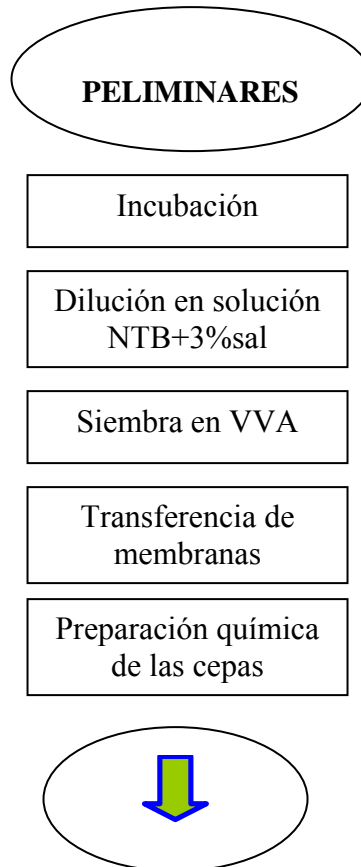 PELIMINARES
Incubación
Dilución en solución
NTB+3%sal
Siembra en VVA
Transferencia de
membranas
Preparación química
de las cepas